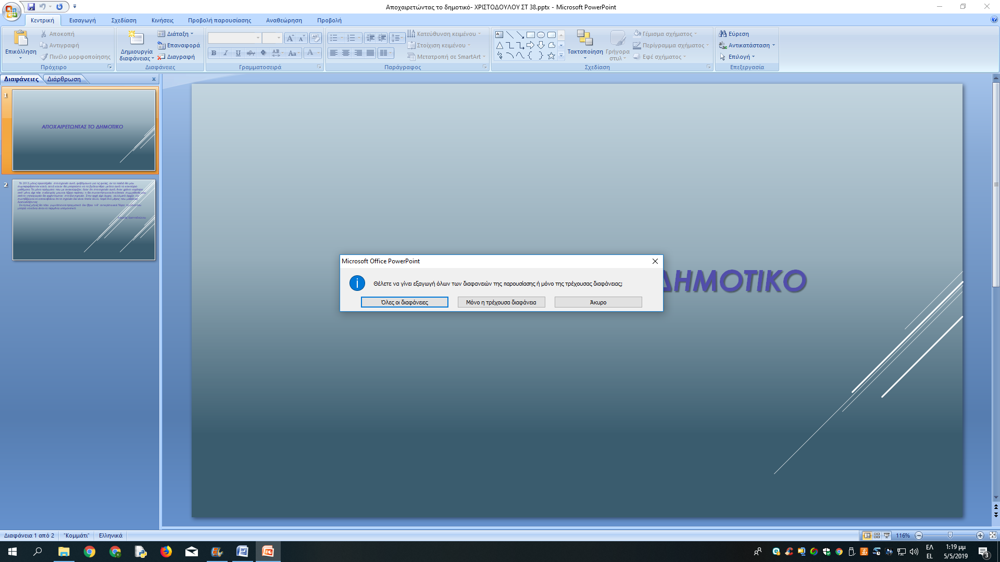 Αποχαιρετώντας το δημοτικό- ΧΡΙΣΤΟΔΟΥΛΟΥ ΣΤ 38.pptx - Microsoft PowerPoint
Κεντρική Εισαγωγή Σχεδίαση Κινήσεις Προβολή παρουσίασης Αναθεώρηση Προβολή
Επικόλληση
Αποκοπή
Αντιγραφή
Πινέλο μορφοποίησης
Πρόχειρο
Δημιουργία
διαφάνειας
Διάταξη
Επαναφορά
Διαγραφή
Διαφάνειες
Γραμματοσειρά
Κατεύθυνση κειμένου
Στοίχιση κειμένου
Μετατροπή σε SmartArt
Παράγραφος
Τακτοποίηση
Γρήγορα
στυλ
Γέμισμα σχήματος
Περίγραμμα σχήματος
Εφέ σχήματος
Σχεδίαση
Εύρεση
Αντικατάσταση
Επιλογή
Επεξεργασία
Διαφάνειες Διάρθρωση
1
ΑΠΟΧΑΙΡΕΤΩΝΤΑΣ ΤΟ ΔΗΜΟΤΙΚΟ
2
ΔΗΜΟΤΙΚΟ
Microsoft Office PowerPoint
Θέλετε να γίνει εξαγωγή όλων των διαφανειών της παρουσίασης ή μόνο της τρέχουσας διαφάνειας;
Όλες οι διαφάνειες Μόνο η τρέχουσα διαφάνεια Άκυρο
Διαφάνεια 1 από 2 "Κομμάτι" Ελληνικά 116%
ΕΛ
EL
1:19 μμ
5/5/2019
3